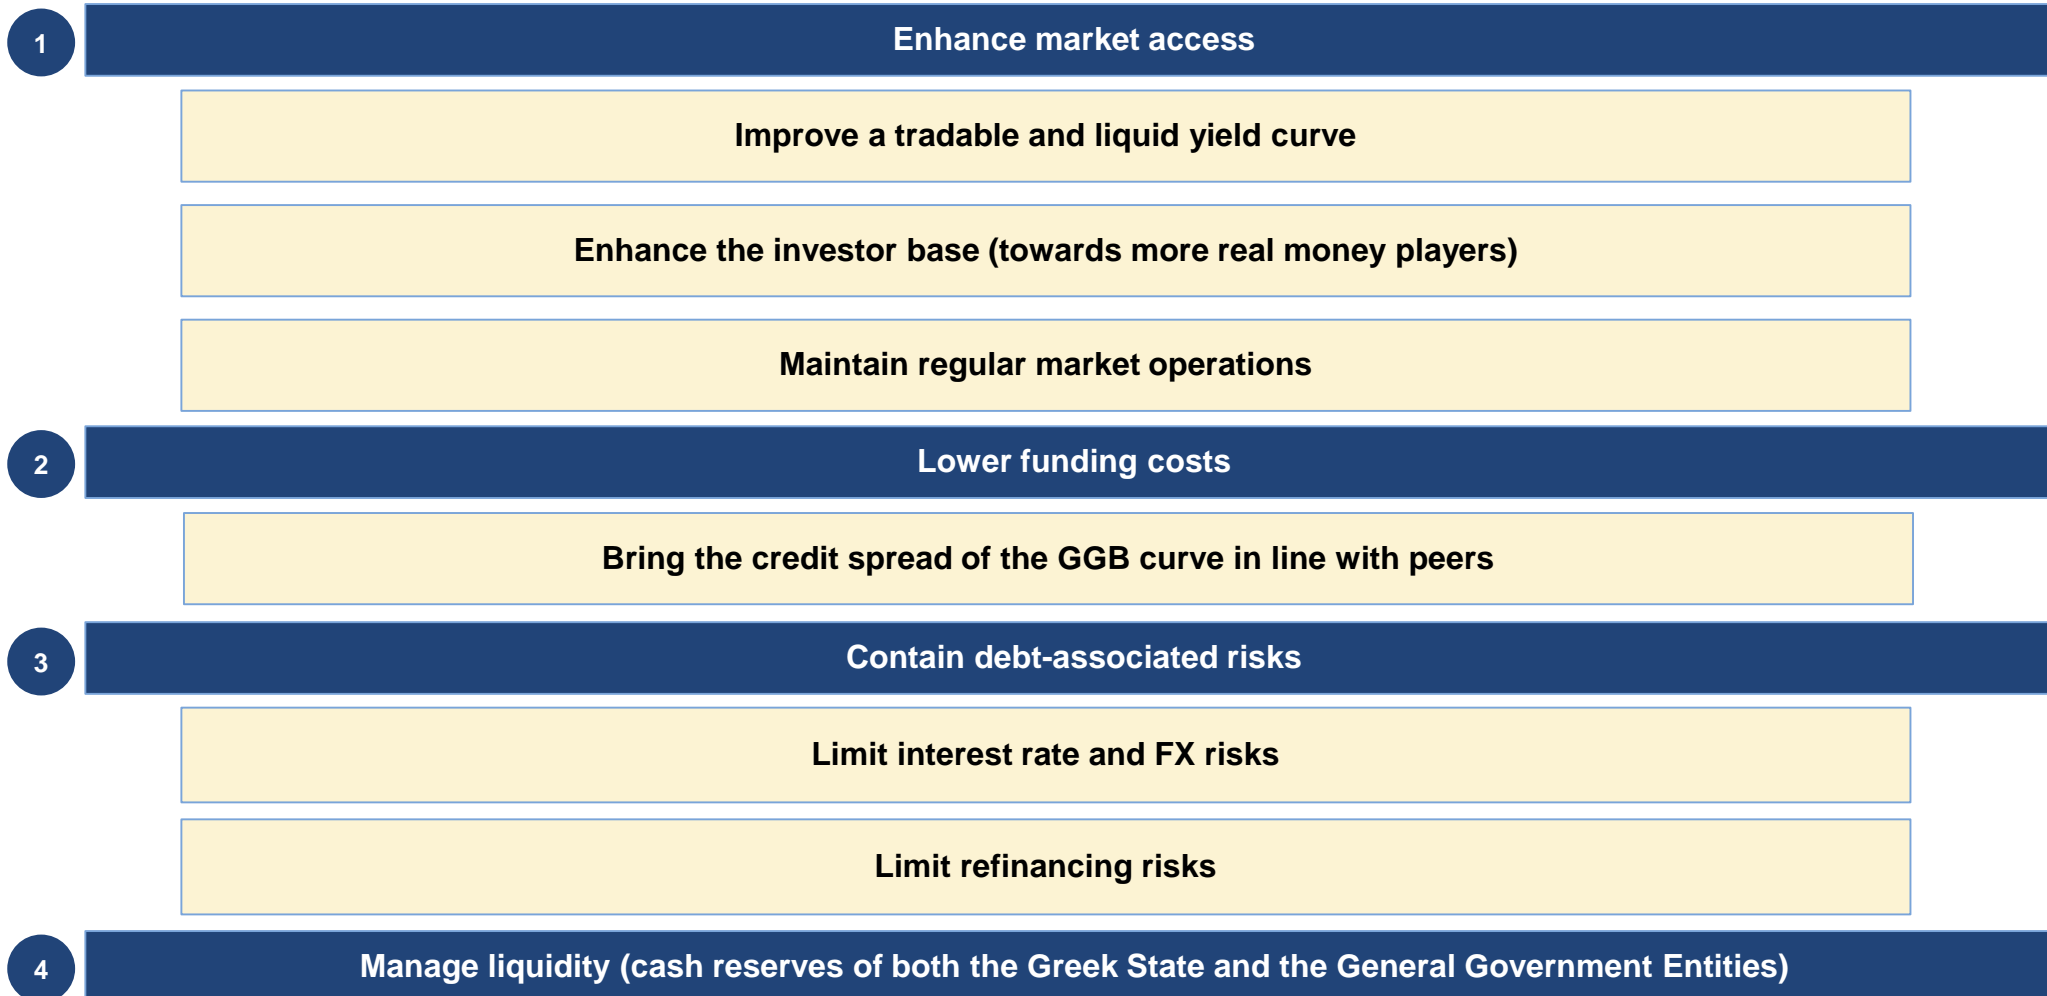 1
Enhance market access
Improve a tradable and liquid yield curve
Enhance the investor base (towards more real money players)
Maintain regular market operations
2
Lower funding costs
Bring the credit spread of the GGB curve in line with peers
3
Contain debt-associated risks
Limit interest rate and FX risks
Limit refinancing risks
4
Manage liquidity (cash reserves of both the Greek State and the General Government Entities)